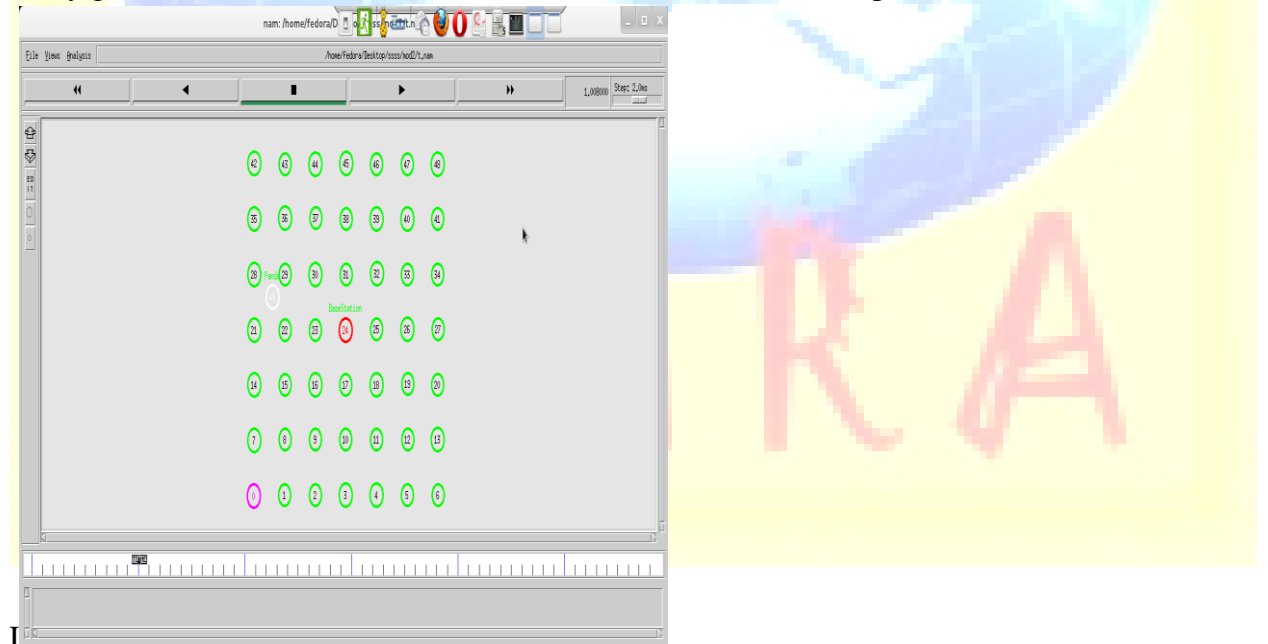 nam: /home/fedora/D
File Views Analysis /home/fedora/Desktop/ssss/mod2/t.nam
1.008000 Step: 2.0ms
42 43 44 45 46 47 48
35 36 37 38 39 40 41
28 29 30 31 32 33 34
BaseStation
21 22 23 24 25 26 27
14 15 16 17 18 19 20
7 8 9 10 11 12 13
0 1 2 3 4 5 6
R A